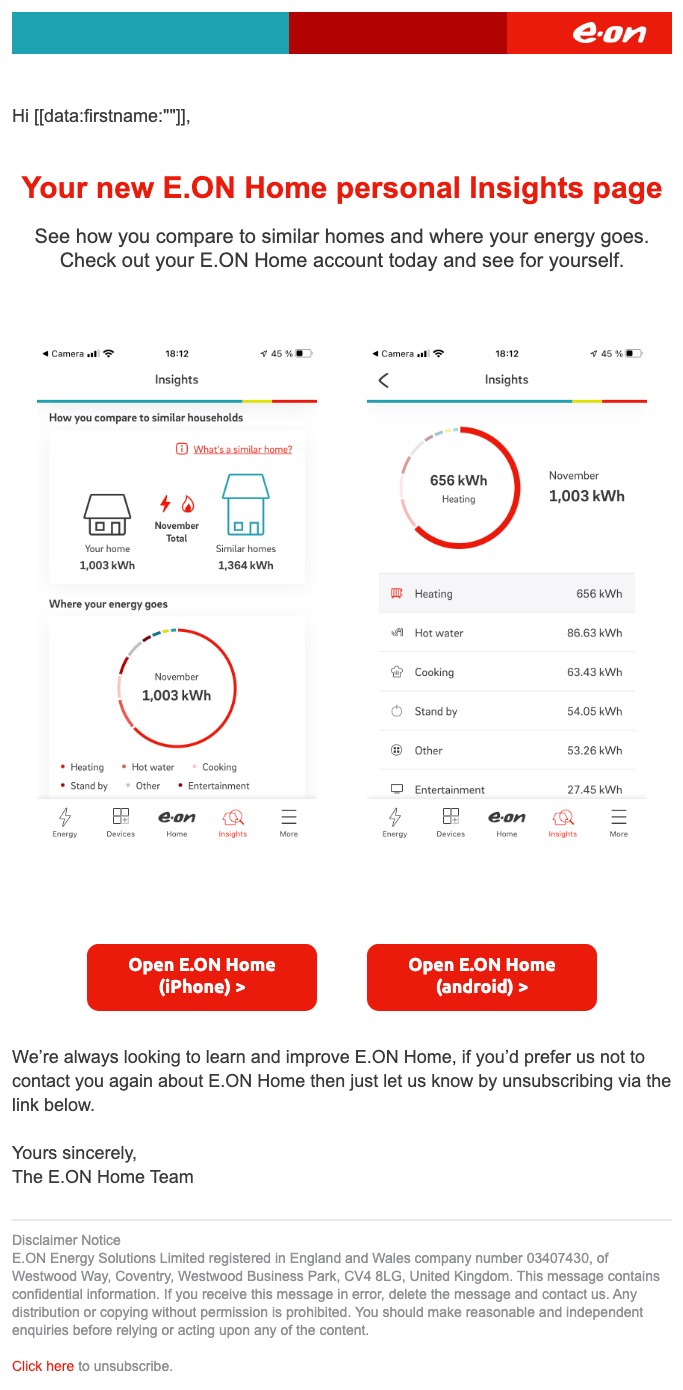 e·on
Hi [[data:firstname:""]],
Your new E.ON Home personal Insights page
See how you compare to similar homes and where your energy goes.
Check out your E.ON Home account today and see for yourself.
◀ Camera 18:12 45 %
Insights
How you compare to similar households
What's a similar home?
November
Total
Your home
1,003 kWh
Similar homes
1,364 kWh
Where your energy goes
November
1,003 kWh
• Heating • Hot water • Cooking
• Stand by • Other • Entertainment
Energy Devices e·on Home Insights More
◀ Camera 18:12 45 %
Insights
656 kWh
Heating
November
1,003 kWh
Heating 656 kWh
Hot water 86.63 kWh
Cooking 63.43 kWh
Stand by 54.05 kWh
Other 53.26 kWh
Entertainment 27.45 kWh
Energy Devices e·on Home Insights More
Open E.ON Home
(iPhone) >
Open E.ON Home
(android) >
We’re always looking to learn and improve E.ON Home, if you’d prefer us not to
contact you again about E.ON Home then just let us know by unsubscribing via the
link below.
Yours sincerely,
The E.ON Home Team
Disclaimer Notice
E.ON Energy Solutions Limited registered in England and Wales company number 03407430, of
Westwood Way, Coventry, Westwood Business Park, CV4 8LG, United Kingdom. This message contains
confidential information. If you receive this message in error, delete the message and contact us. Any
distribution or copying without permission is prohibited. You should make reasonable and independent
enquiries before relying or acting upon any of the content.
Click here to unsubscribe.